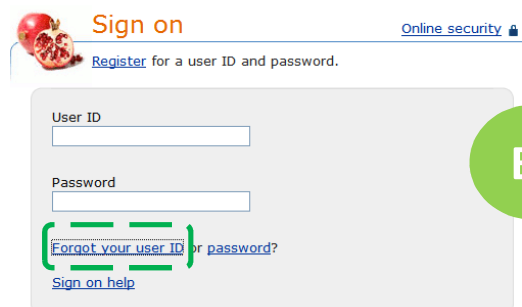 Sign on
Online security
Register for a user ID and password.
User ID
Password
Forgot your user ID or password?
Sign on help